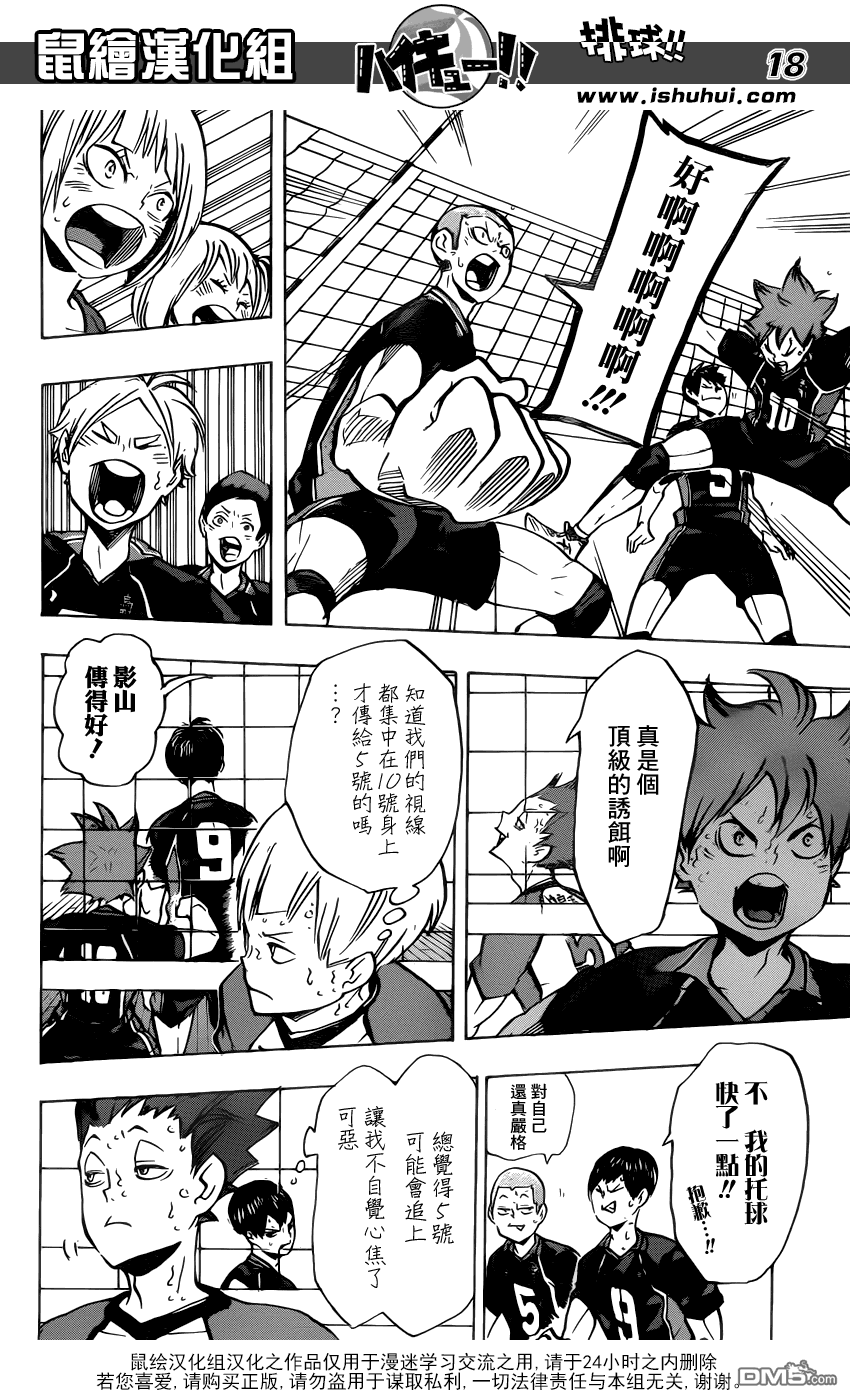 鼠繪漢化組
ハイキュー!!
排球!!
18
www.ishuhui.com
好啊啊啊啊啊!!!
10
5
真是個
頂級的誘餌啊
知道我們的視線
都集中在10號身上
才傳給5號的嗎
…?
影山
傳得好!
9
10
不 我的托球
快了一點!!
抱歉…!!
對自己
還真嚴格
5
9
總覺得5號
可能會追上
讓我不自覺心焦了
可惡
鼠绘汉化组汉化之作品仅用于漫迷学习交流之用, 请于24小时之内删除
若您喜爱, 请购买正版, 请勿盗用于谋取私利, 一切法律责任与本组无关, 谢谢。
DM5.com